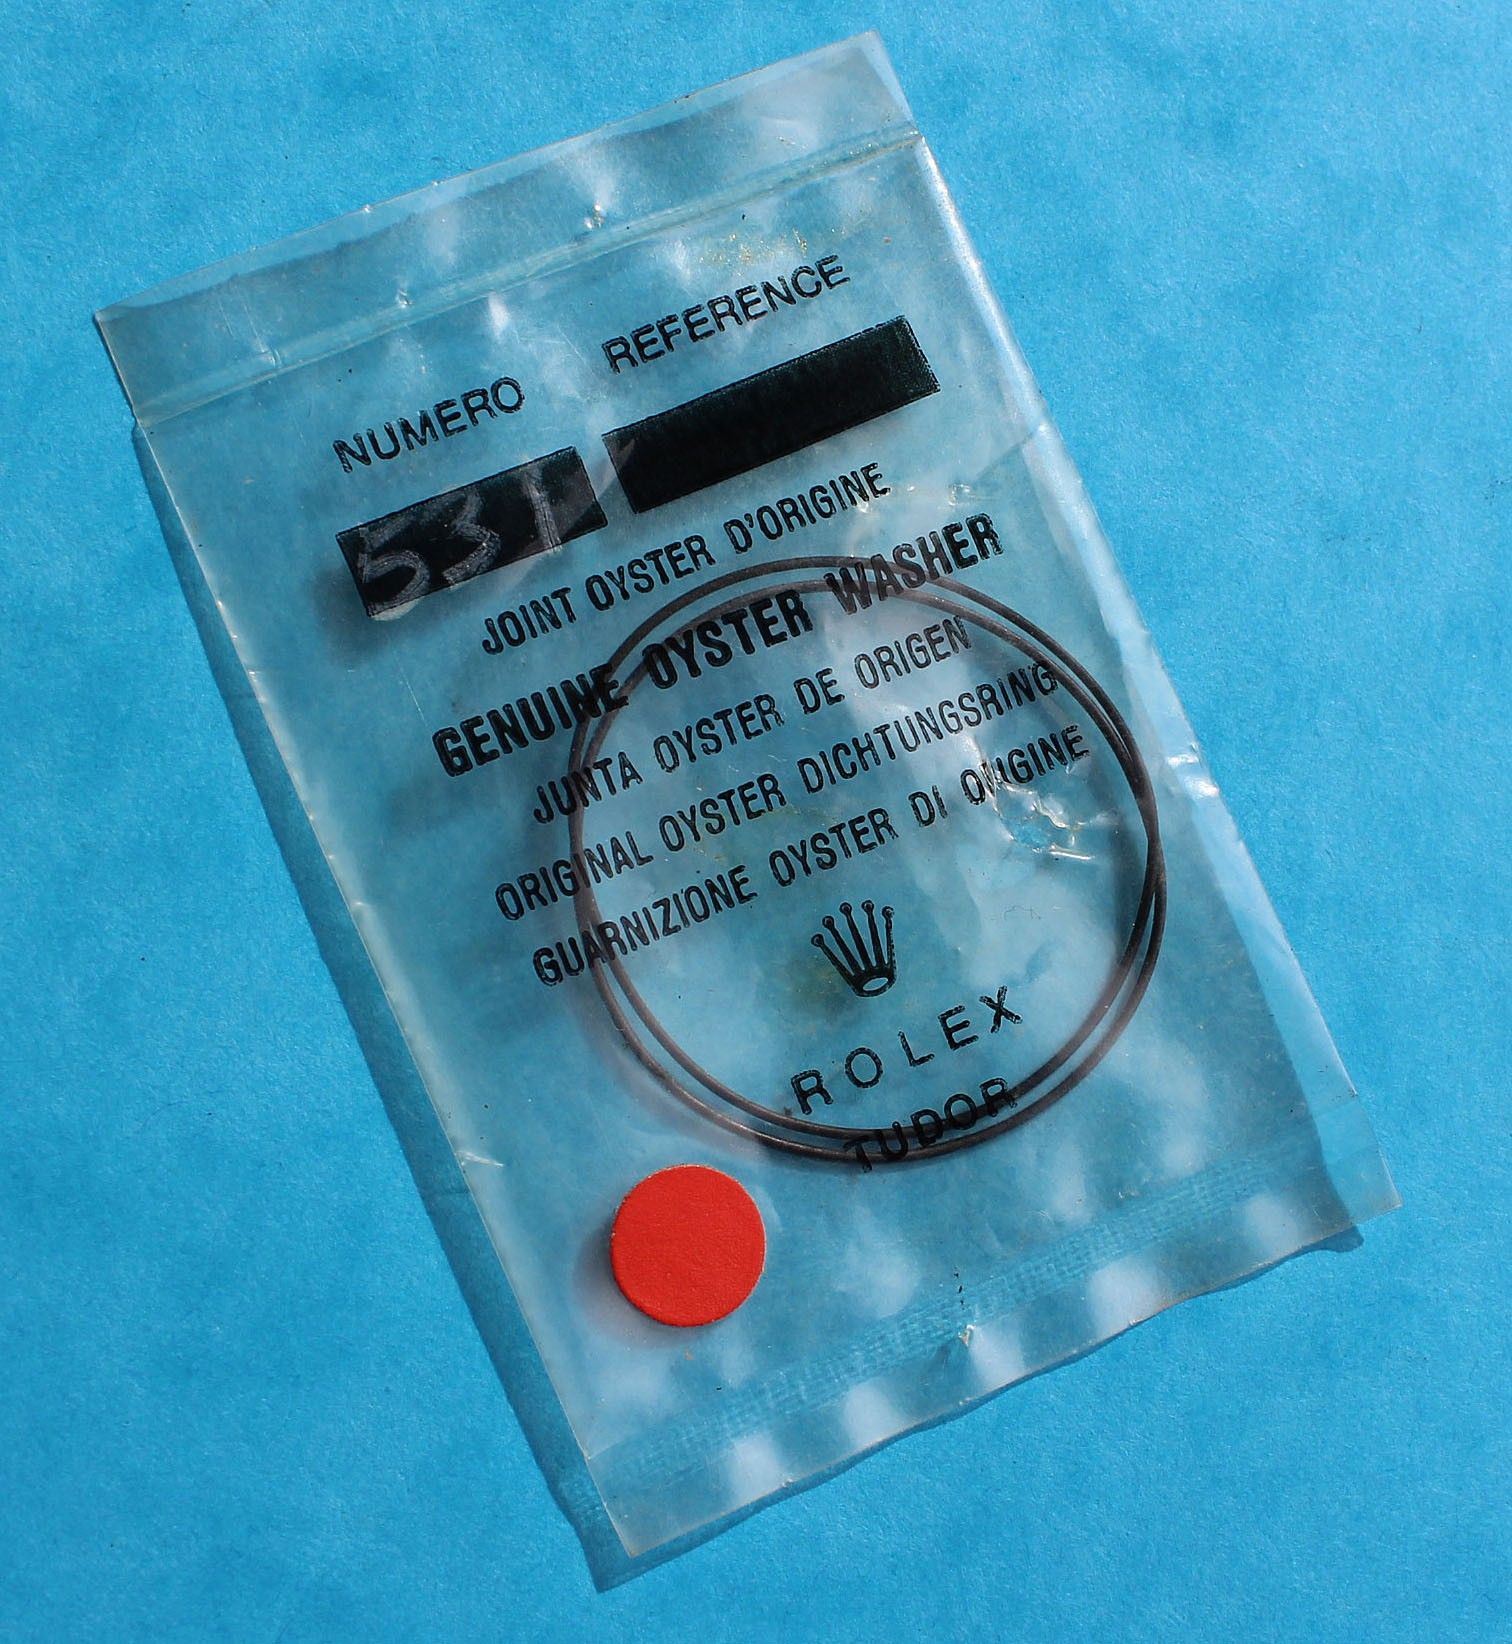 NUMERO REFERENCE
531
JOINT OYSTER D'ORIGINE
GENUINE OYSTER WASHER
JUNTA OYSTER DE ORIGEN
ORIGINAL OYSTER DICHTUNGSRING
GUARNIZIONE OYSTER DI ORIGINE
ROLEX
TUDOR